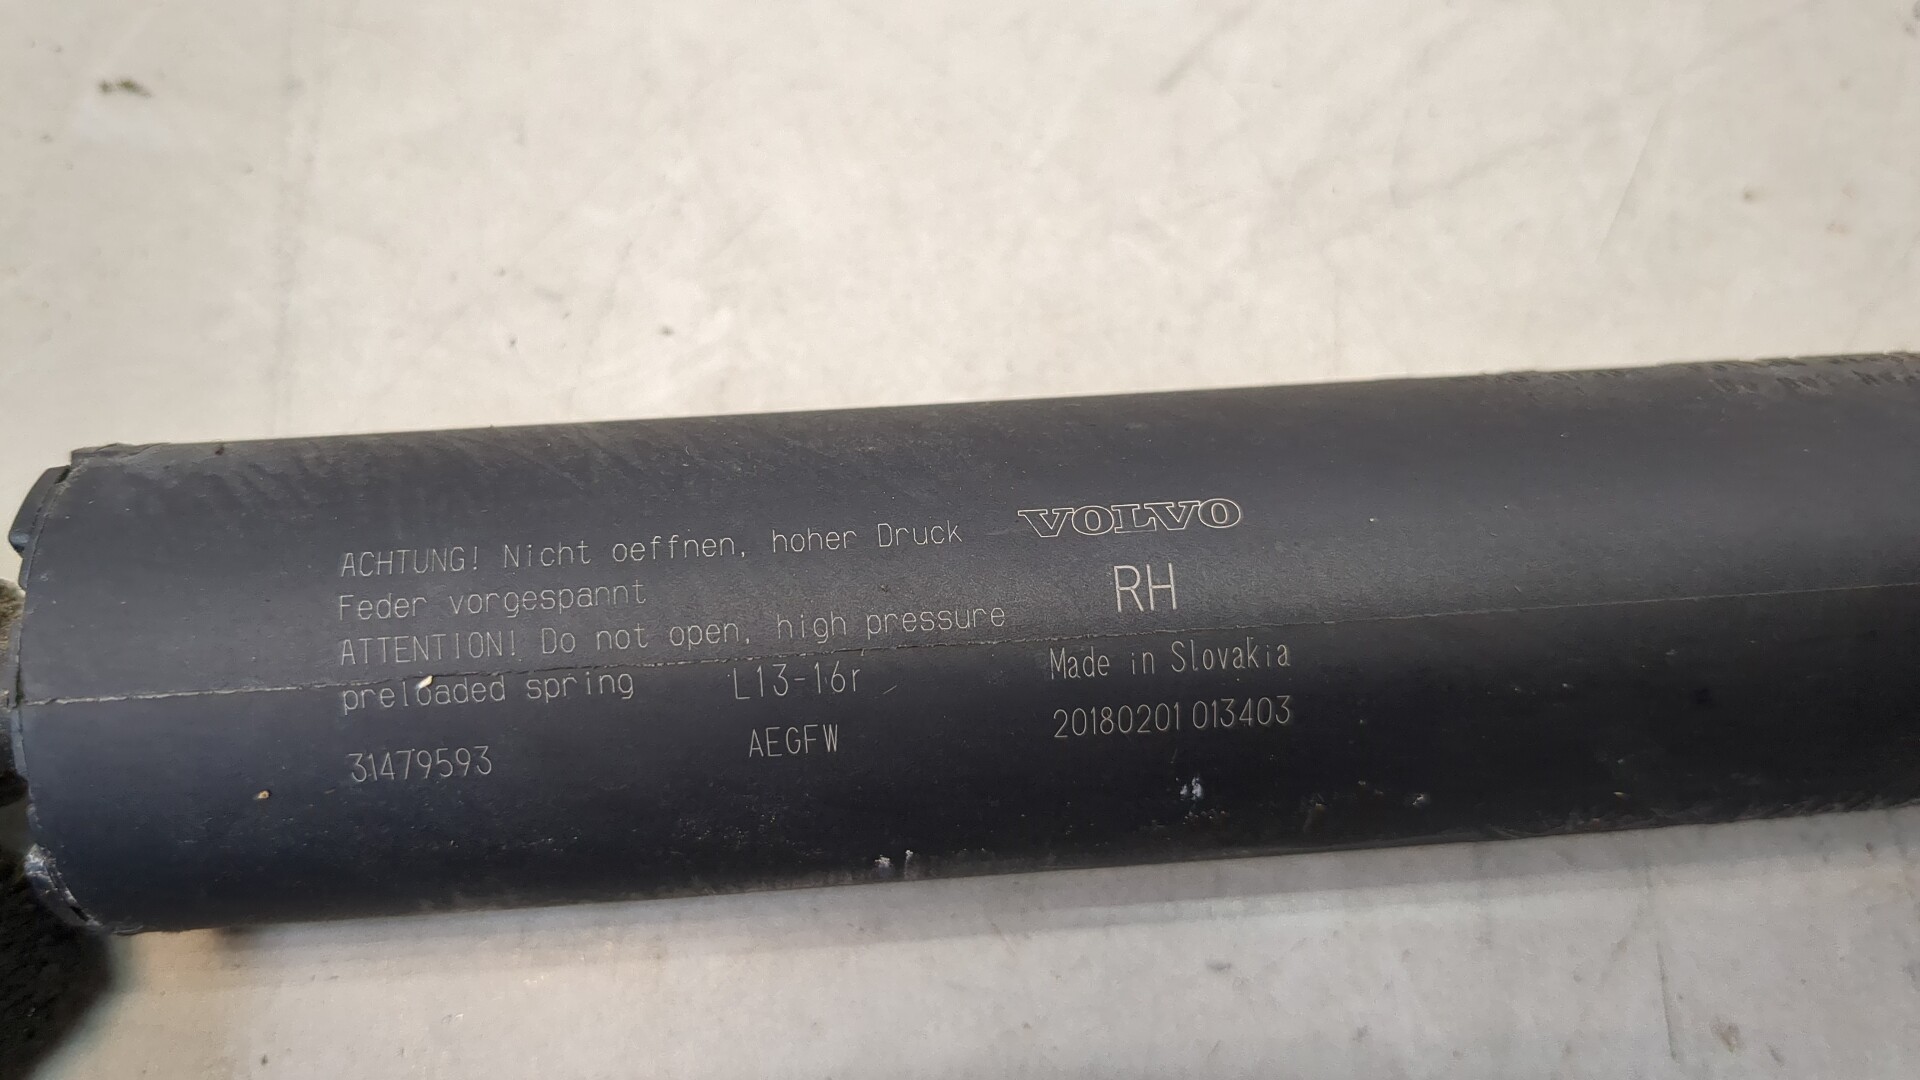 ACHTUNG! Nicht oeffnen, hoher Druck
Feder vorgespannt
ATTENTION! Do not open, high pressure
preloaded spring
L13-16r
31479593
AEGFW
VOLVO
RH
Made in Slovakia
20180201 013403